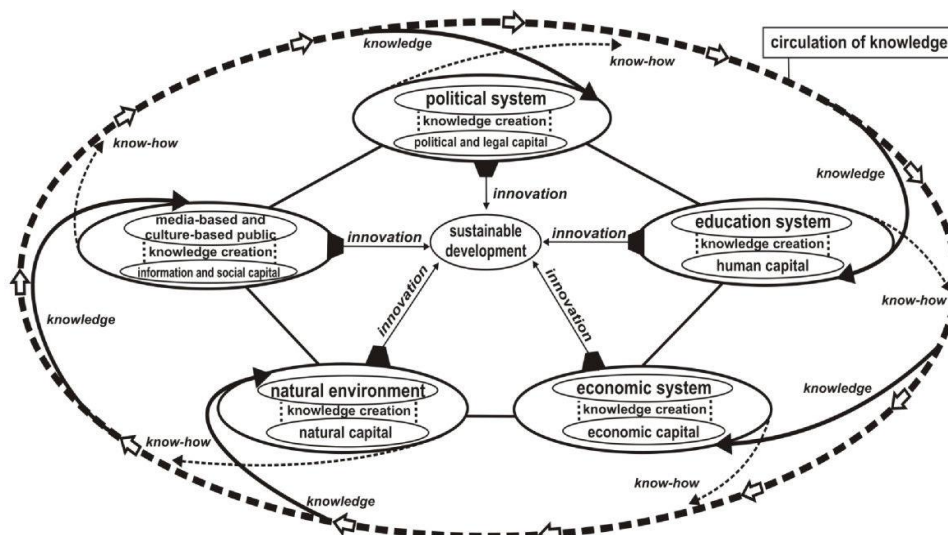 circulation of knowledge
knowledge
know-how
political system
knowledge creation
political and legal capital
know-how
knowledge
innovation
media-based and
culture-based public
knowledge creation
information and social capital
innovation
sustainable
development
innovation
education system
knowledge creation
human capital
know-how
knowledge
innovation
innovation
natural environment
knowledge creation
natural capital
economic system
knowledge creation
economic capital
knowledge
know-how
knowledge
know-how